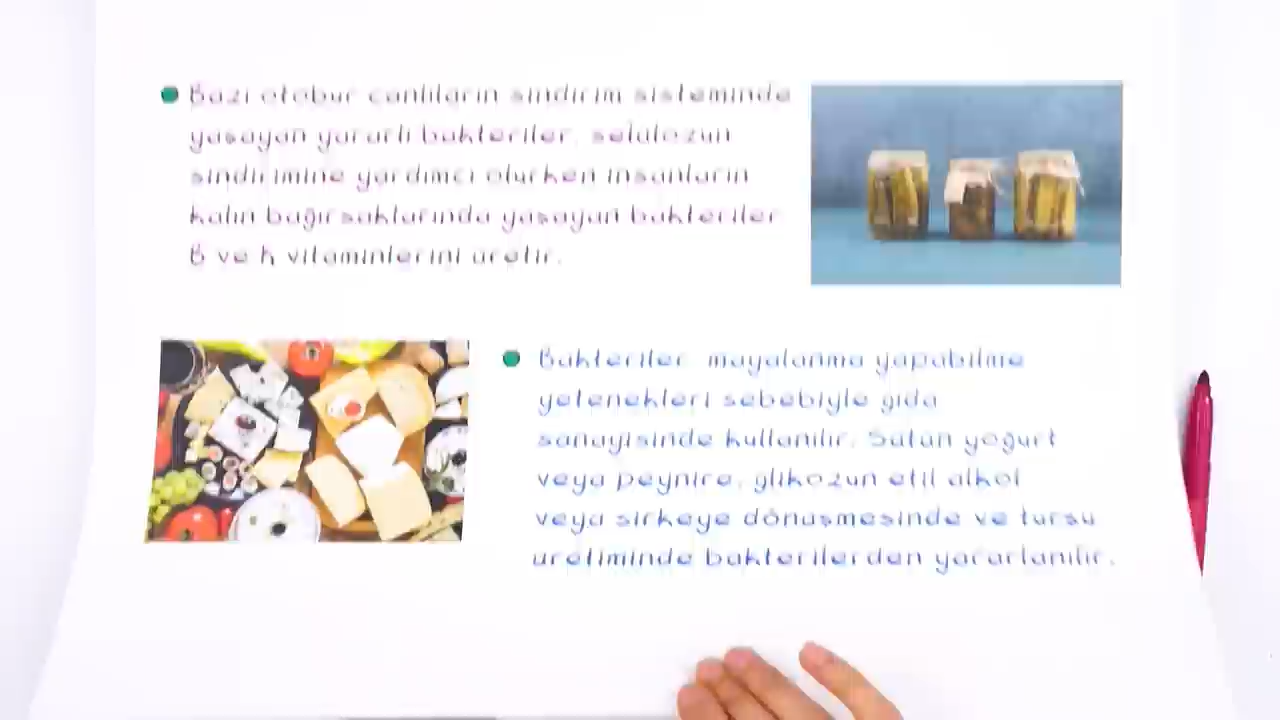 Bazı otobur canlıların sindirim sisteminde
yaşayan yararlı bakteriler, selülozun
sindirimine yardımcı olurken insanların
kalın bağırsaklarında yaşayan bakteriler
B ve K vitaminlerini üretir.
Bakteriler, mayalanma yapabilme
yetenekleri sebebiyle gıda
sanayisinde kullanılır. Sütün yoğurt
veya peynire, glikozun etil alkol
veya sirkeye dönüşmesinde ve turşu
üretiminde bakterilerden yararlanılır.